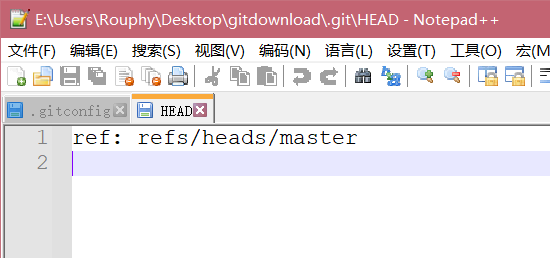 E:\Users\Rouphy\Desktop\gitdownload\.git\HEAD - Notepad++
文件(F) 编辑(E) 搜索(S) 视图(V) 编码(N) 语言(L) 设置(T) 工具(O) 宏(M
.gitconfig HEAD
1 ref: refs/heads/master
2